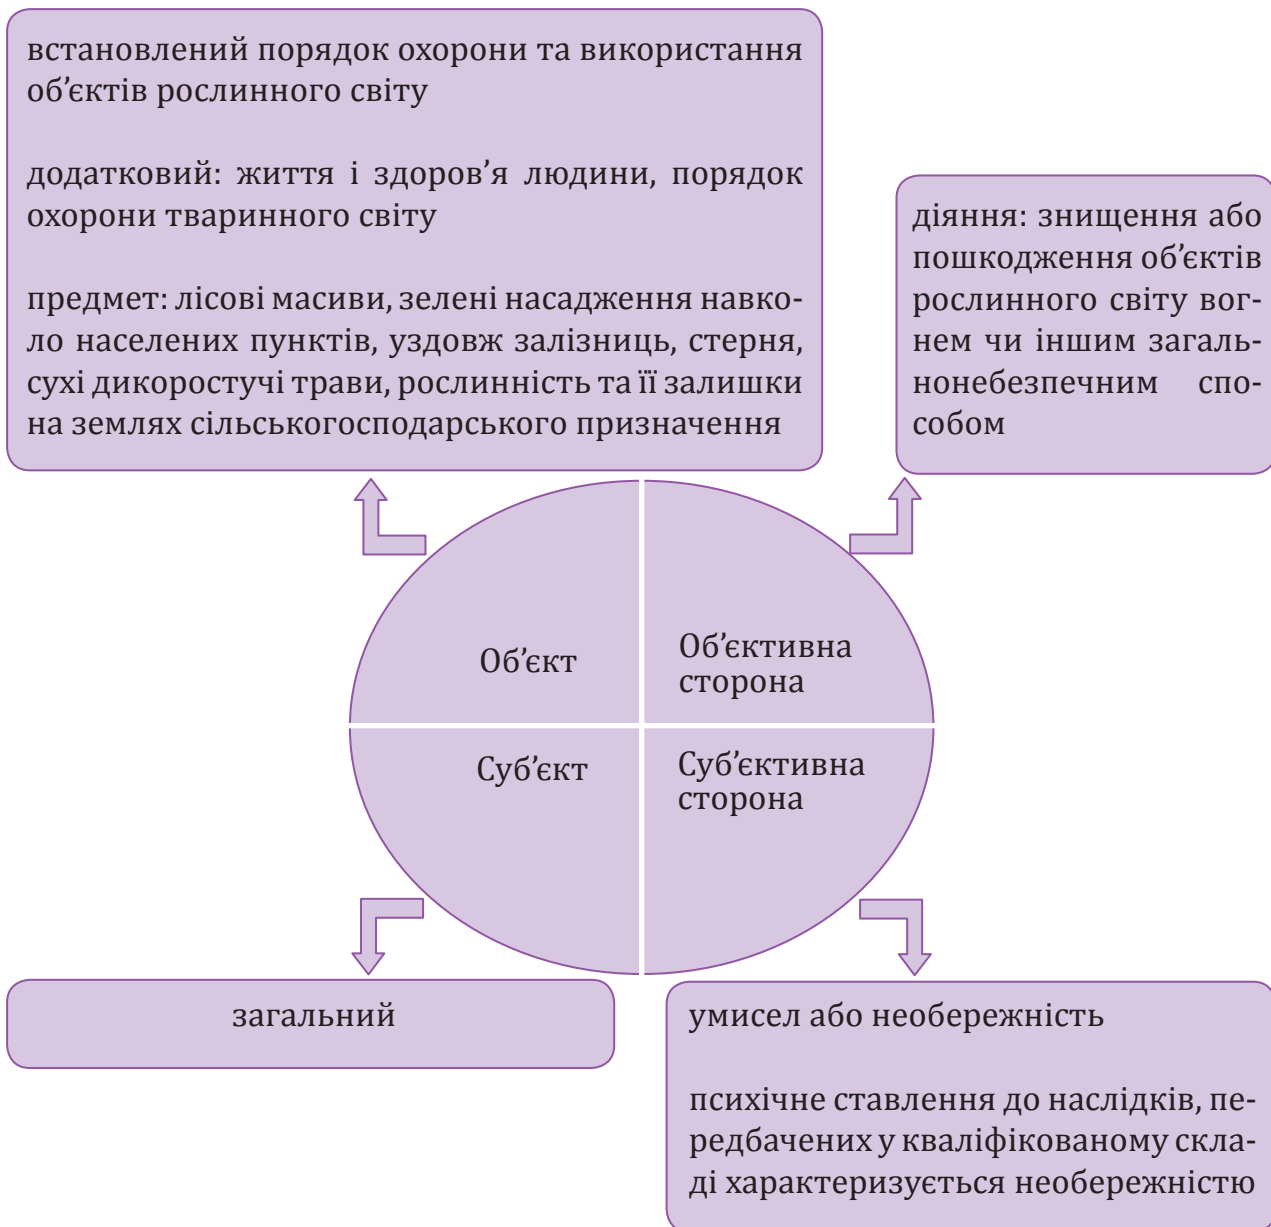 встановлений порядок охорони та використання
об’єктів рослинного світу
додатковий: життя і здоров’я людини, порядок
охорони тваринного світу
предмет: лісові масиви, зелені насадження навко-
ло населених пунктів, уздовж залізниць, стерня,
сухі дикоростучі трави, рослинність та її залишки
на землях сільськогосподарського призначення
діяння: знищення або
пошкодження об’єктів
рослинного світу вог-
нем чи іншим загаль-
нонебезпечним спо-
собом
Об’єкт
Об’єктивна
сторона
Суб’єкт
Суб’єктивна
сторона
загальний
умисел або необережність
психічне ставлення до наслідків, пе-
редбачених у кваліфікованому скла-
ді характеризується необережністю